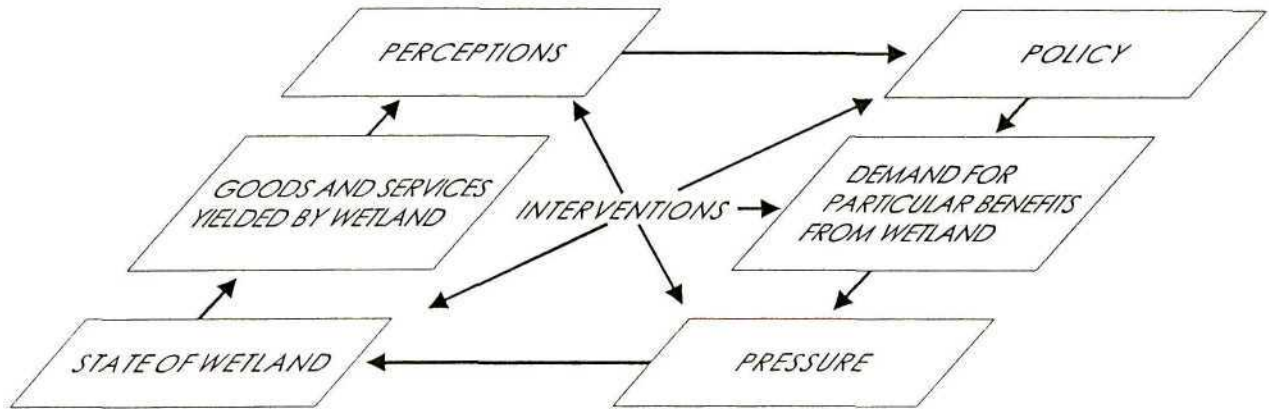 PERCEPTIONS
POLICY
GOODS AND SERVICES
YIELDED BY WETLAND
INTERVENTIONS
DEMAND FOR
PARTICULAR BENEFITS
FROM WETLAND
STATE OF WETLAND
PRESSURE